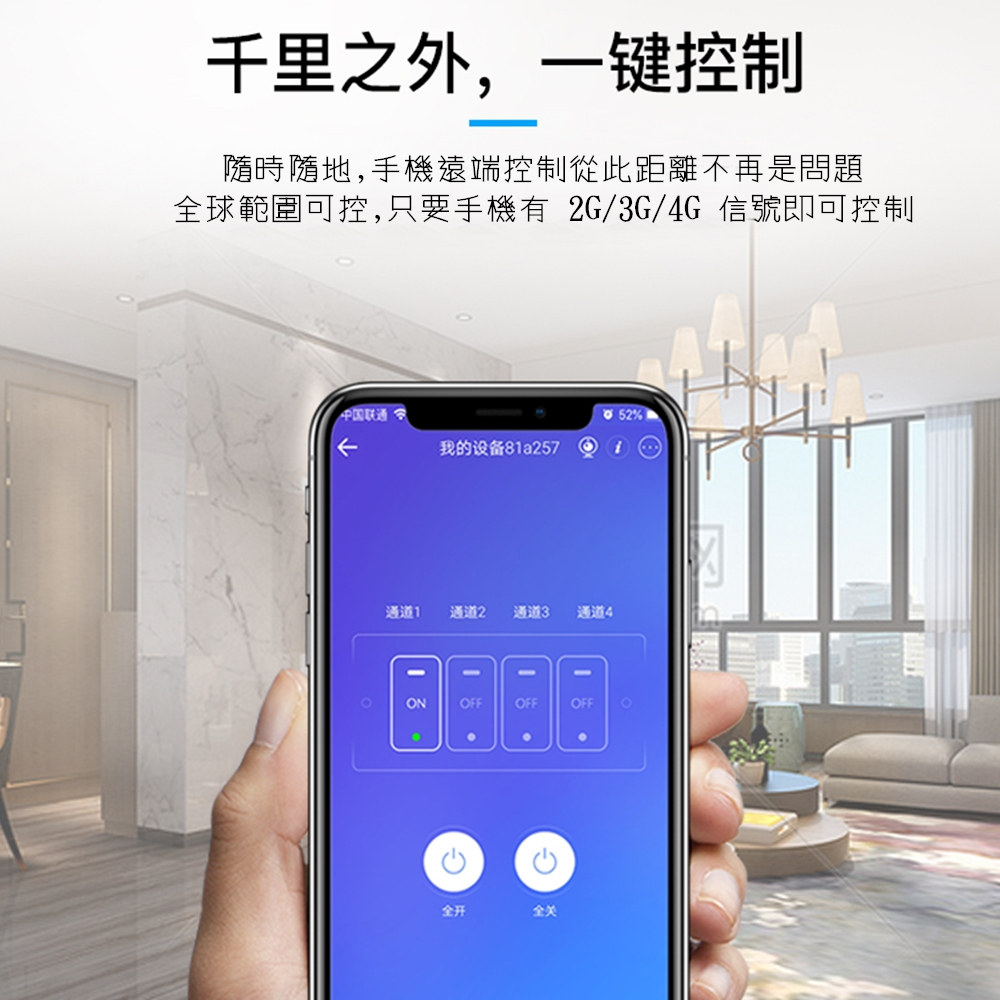 千里之外，一键控制
隨時隨地,手機遠端控制從此距離不再是問題
全球範圍可控,只要手機有 2G/3G/4G 信號即可控制
中国联通 52%
我的设备81a257
通道1 通道2 通道3 通道4
ON OFF OFF OFF
全开 全关
网
m